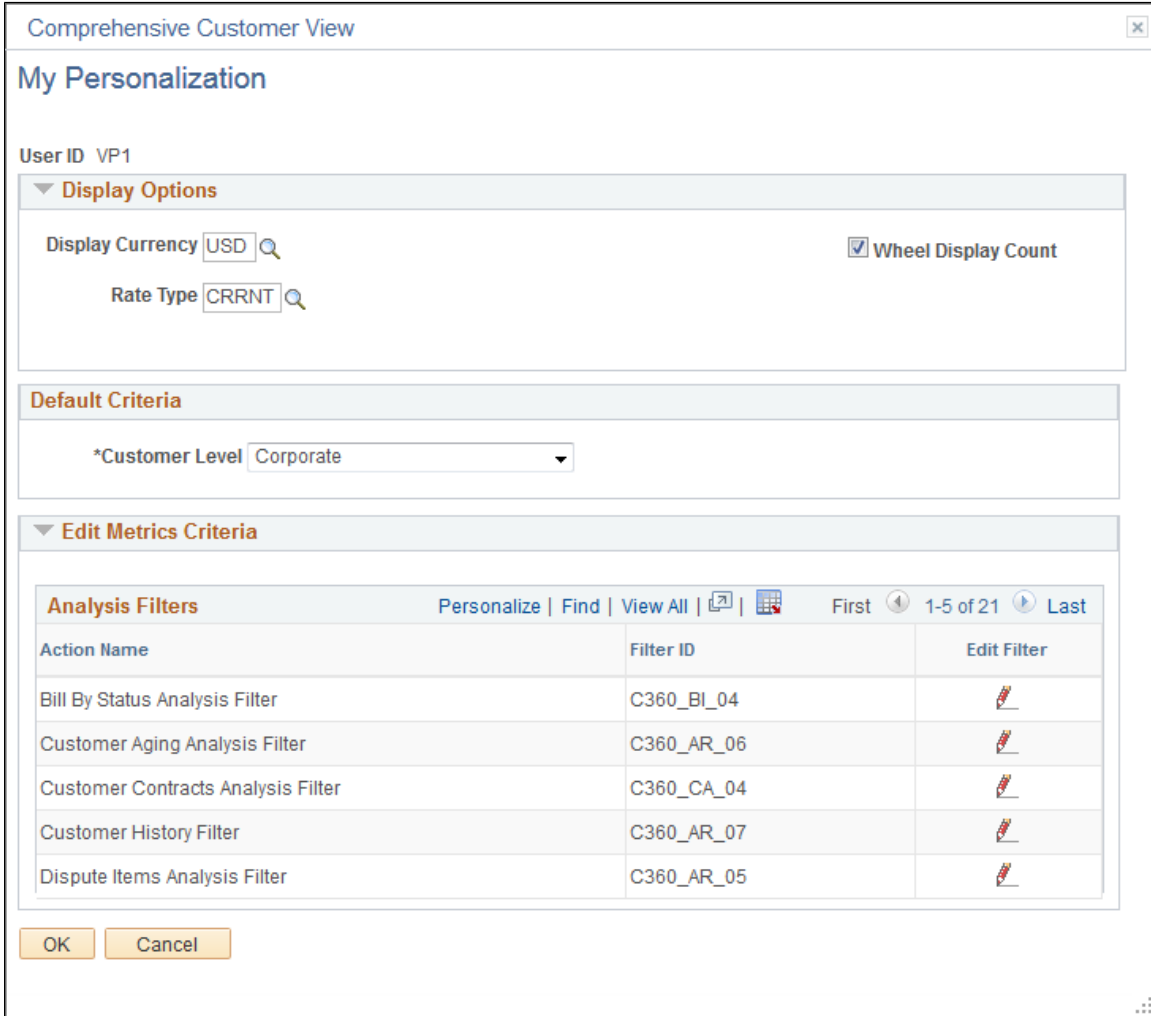 Comprehensive Customer View
My Personalization
User ID VP1
Display Options
Display Currency USD Wheel Display Count
Rate Type CRRNT
Default Criteria
*Customer Level Corporate
Edit Metrics Criteria
Analysis Filters Personalize | Find | View All | | First 1-5 of 21 Last
Action Name Filter ID Edit Filter
Bill By Status Analysis Filter C360_BI_04
Customer Aging Analysis Filter C360_AR_06
Customer Contracts Analysis Filter C360_CA_04
Customer History Filter C360_AR_07
Dispute Items Analysis Filter C360_AR_05
OK Cancel